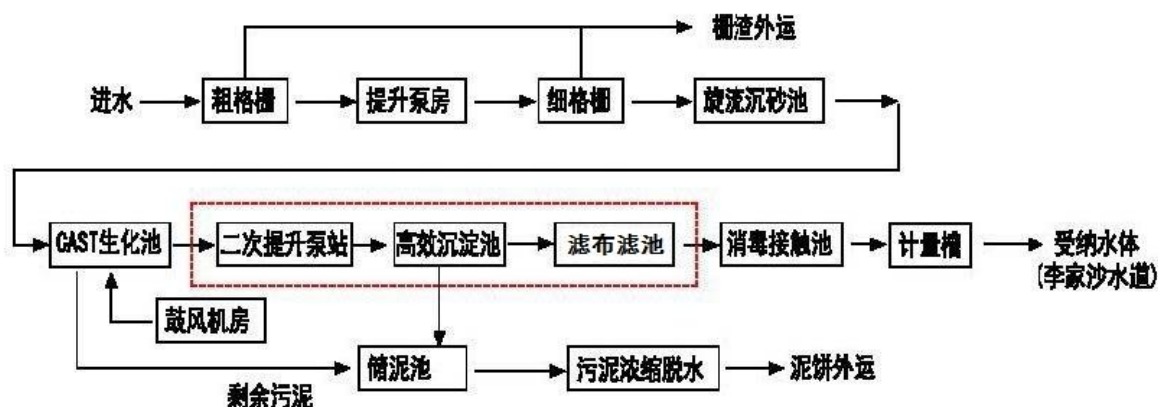 栅渣外运
进水
粗格栅
提升泵房
细格栅
旋流沉砂池
CAST生化池
二次提升泵站
高效沉淀池
滤布滤池
消毒接触池
计量槽
受纳水体
(李家沙水道)
鼓风机房
储泥池
污泥浓缩脱水
泥饼外运
剩余污泥